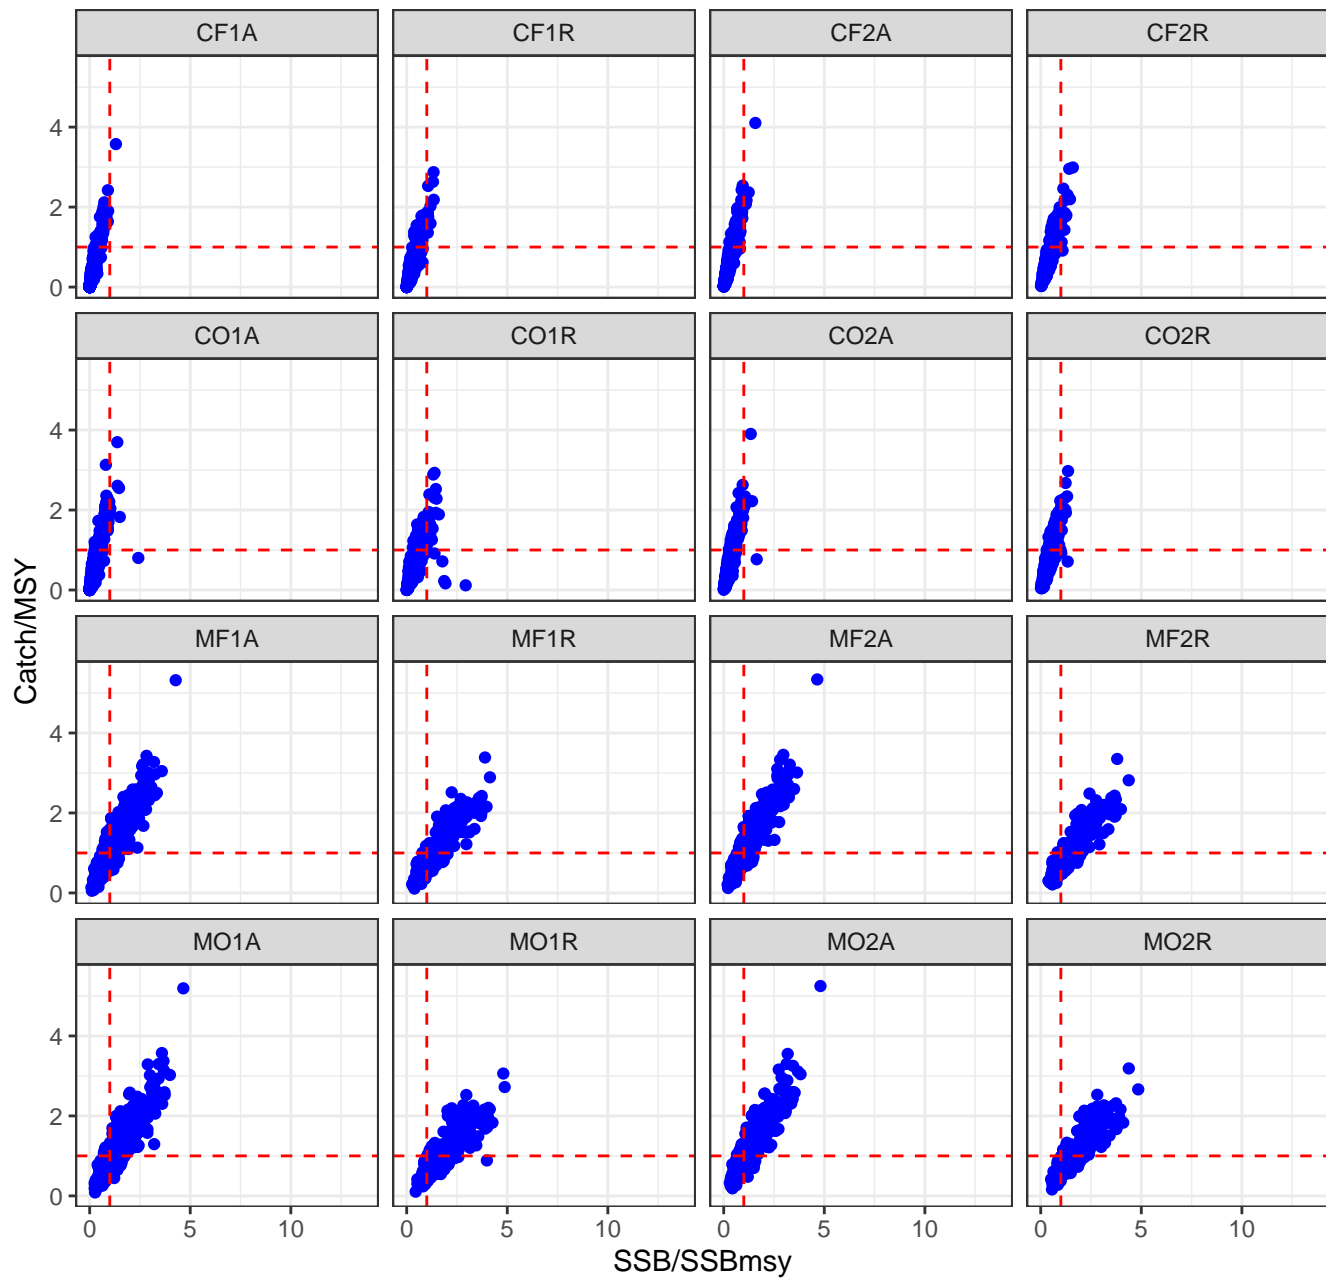 CF1A CF1R CF2A CF2R
4
2
0
CO1A CO1R CO2A CO2R
4
2
0
MF1A MF1R MF2A MF2R
4
2
0
MO1A MO1R MO2A MO2R
4
2
0
0 5 10 0 5 10 0 5 10 0 5 10
SSB/SSBmsy
Catch/MSY